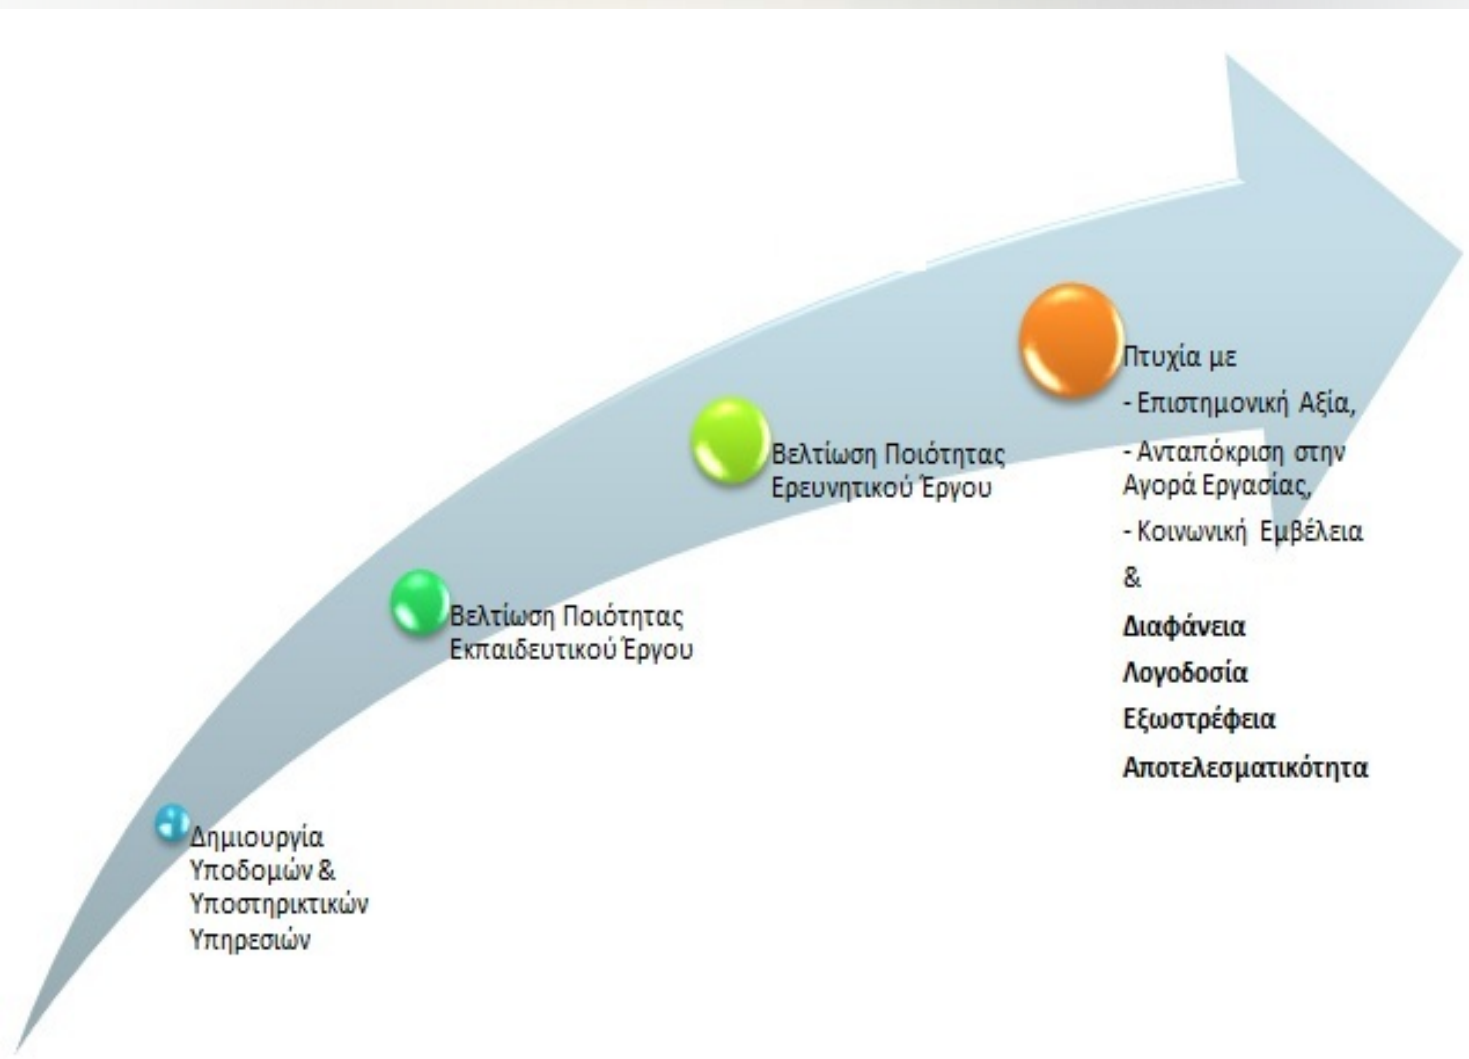 Πτυχία με
- Επιστημονική Αξία,
- Ανταπόκριση στην
Αγορά Εργασίας,
- Κοινωνική Εμβέλεια
&
Διαφάνεια
Λογοδοσία
Εξωστρέφεια
Αποτελεσματικότητα
Βελτίωση Ποιότητας
Ερευνητικού Έργου
Βελτίωση Ποιότητας
Εκπαιδευτικού Έργου
Δημιουργία
Υποδομών &
Υποστηρικτικών
Υπηρεσιών